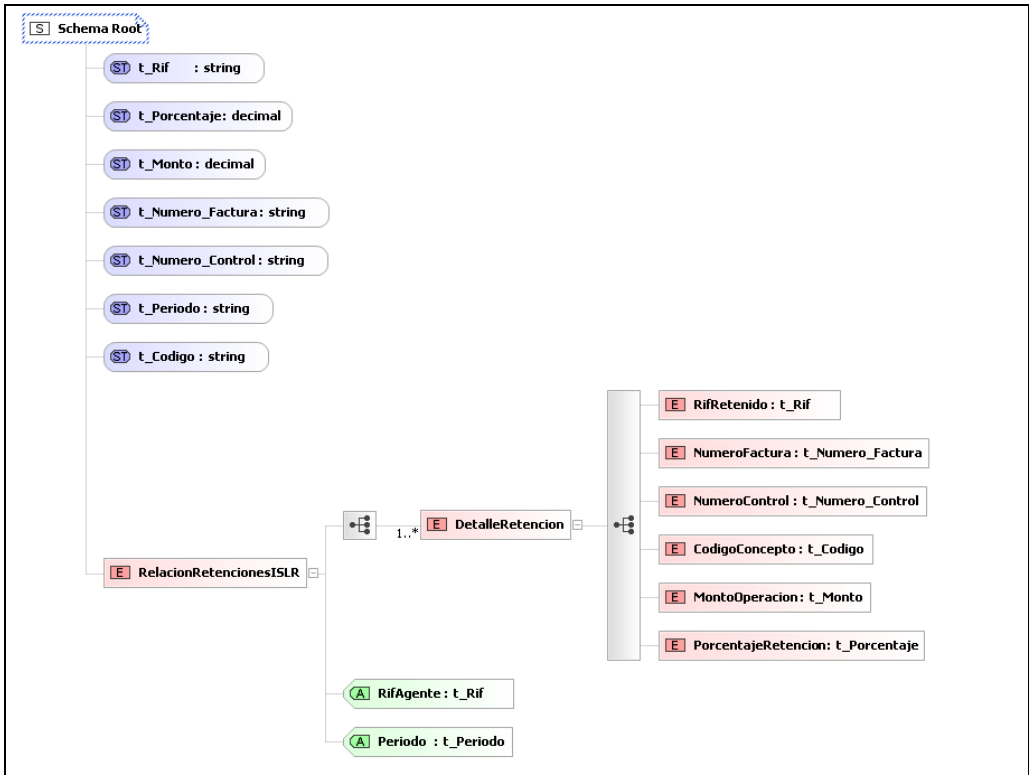 S Schema Root
ST t_Rif : string
ST t_Porcentaje: decimal
ST t_Monto : decimal
ST t_Numero_Factura: string
ST t_Numero_Control: string
ST t_Periodo : string
ST t_Codigo : string
E RelacionRetencionesISLR
1..*
E DetalleRetencion
E RifRetenido : t_Rif
E NumeroFactura : t_Numero_Factura
E NumeroControl : t_Numero_Control
E CodigoConcepto : t_Codigo
E MontoOperacion : t_Monto
E PorcentajeRetencion: t_Porcentaje
A RifAgente : t_Rif
A Periodo : t_Periodo